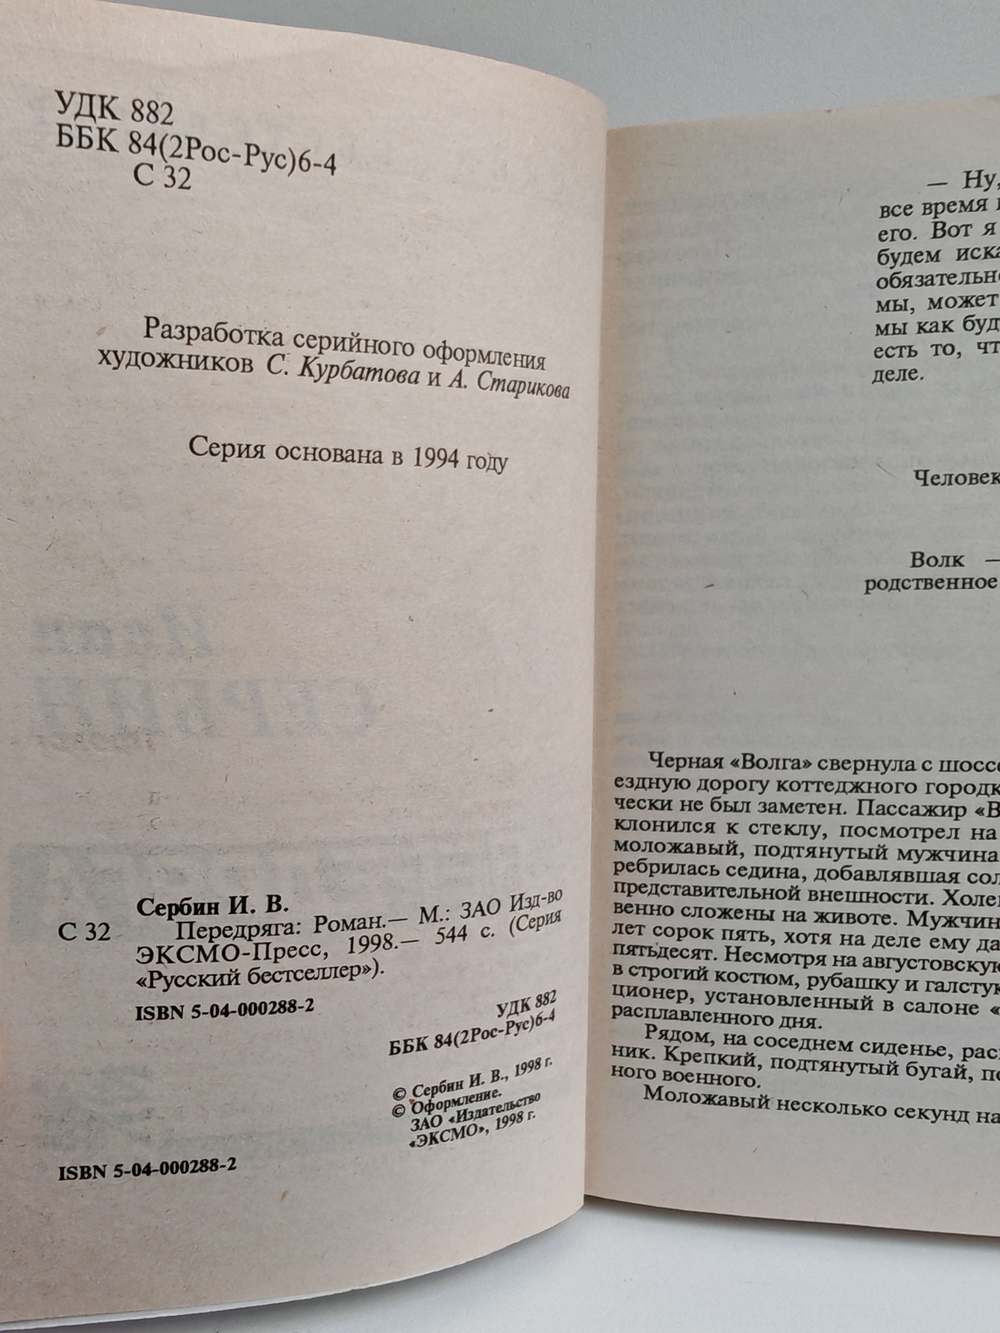 УДК 882
ББК 84(2Рос-Рус)6-4
С 32
Разработка серийного оформления
художников С. Курбатова и А. Старикова
Серия основана в 1994 году
Сербин И. В.
С 32 Передряга: Роман.— М.: ЗАО Изд-во
ЭКСМО-Пресс, 1998.— 544 с. (Серия
«Русский бестселлер»).
ISBN 5-04-000288-2
УДК 882
ББК 84(2Рос-Рус)6-4
© Сербин И. В., 1998 г.
© Оформление.
ЗАО «Издательство
«ЭКСМО», 1998 г.
ISBN 5-04-000288-2
— Ну,
все время
его. Вот я
будем иска
обязательн
мы, может
мы как буд
есть то, чт
деле.
Человек
Волк —
родственное
Черная «Волга» свернула с шосс
ездную дорогу коттеджного городк
чески не был заметен. Пассажир «В
клонился к стеклу, посмотрел на
моложавый, подтянутый мужчина
ребрилась седина, добавлявшая сол
представительной внешности. Холе
венно сложены на животе. Мужчин
лет сорок пять, хотя на деле ему да
пятьдесят. Несмотря на августовскую
в строгий костюм, рубашку и галстук
ционер, установленный в салоне «
расплавленного дня.
Рядом, на соседнем сиденье, рас
ник. Крепкий, подтянутый бугай, по
ного военного.
Моложавый несколько секунд на